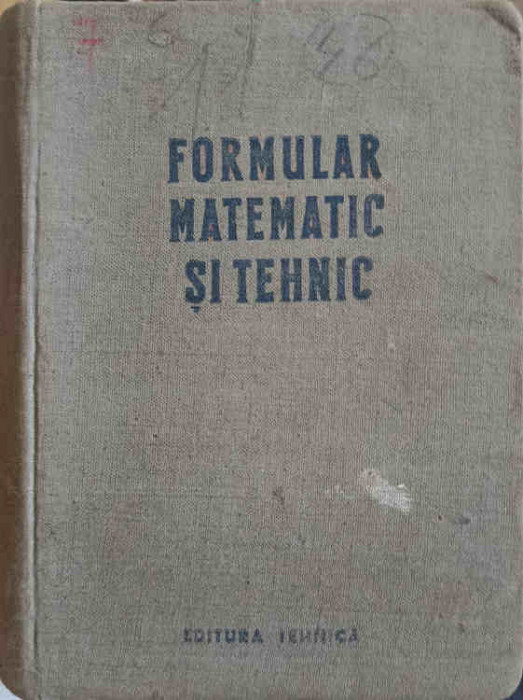 FORMULAR
MATEMATIC
ȘI TEHNIC
EDITURA TEHNICĂ